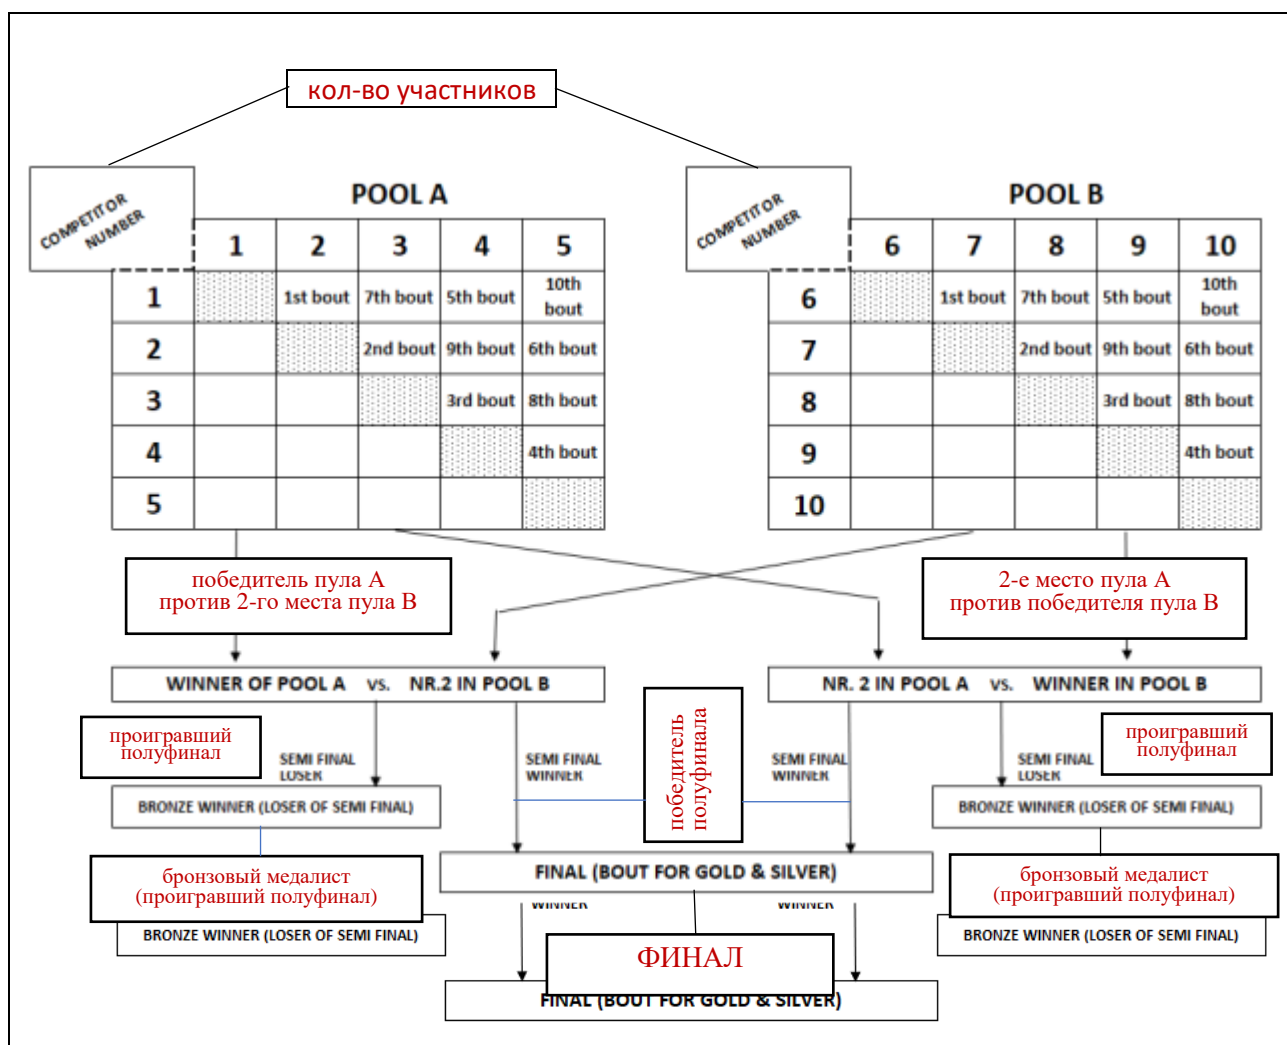 кол-во участников
COMPETITOR
NUMBER
POOL A
1 2 3 4 5
1 1st bout 7th bout 5th bout 10th bout
2 2nd bout 9th bout 6th bout
3 3rd bout 8th bout
4 4th bout
5
COMPETITOR
NUMBER
POOL B
6 7 8 9 10
6 1st bout 7th bout 5th bout 10th bout
7 2nd bout 9th bout 6th bout
8 3rd bout 8th bout
9 4th bout
10
победитель пула А
против 2-го места пула В
2-е место пула А
против победителя пула В
WINNER OF POOL A vs. NR.2 IN POOL B
NR. 2 IN POOL A vs. WINNER IN POOL B
проигравший
полуфинал
SEMI FINAL
LOSER
SEMI FINAL
WINNER
победитель
полуфинала
SEMI FINAL
WINNER
SEMI FINAL
LOSER
проигравший
полуфинал
BRONZE WINNER (LOSER OF SEMI FINAL)
BRONZE WINNER (LOSER OF SEMI FINAL)
бронзовый медалист
(проигравший полуфинал)
FINAL (BOUT FOR GOLD & SILVER)
бронзовый медалист
(проигравший полуфинал)
WINNER
WINNER
BRONZE WINNER (LOSER OF SEMI FINAL)
ФИНАЛ
BRONZE WINNER (LOSER OF SEMI FINAL)
FINAL (BOUT FOR GOLD & SILVER)